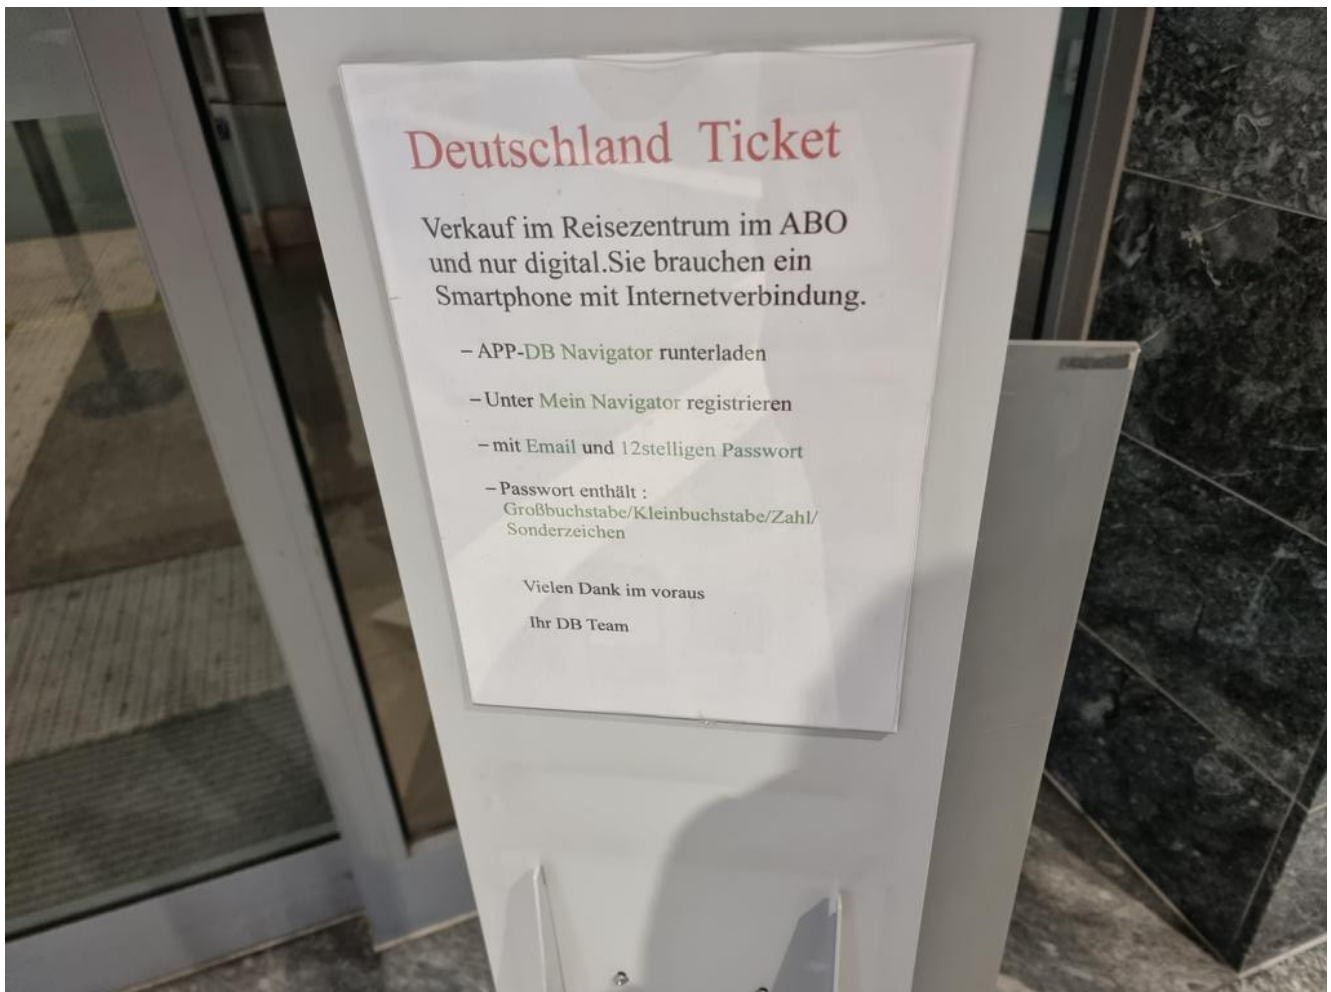 Deutschland Ticket
Verkauf im Reisezentrum im ABO
und nur digital.Sie brauchen ein
Smartphone mit Internetverbindung.
– APP-DB Navigator runterladen
– Unter Mein Navigator registrieren
– mit Email und 12stelligen Passwort
– Passwort enthält :
Großbuchstabe/Kleinbuchstabe/Zahl/
Sonderzeichen
Vielen Dank im voraus
Ihr DB Team